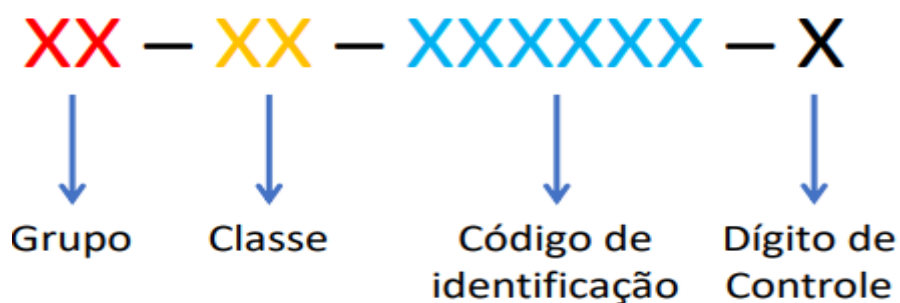 XX – XX – XXXXXX – X
Grupo Classe Código de identificação Dígito de Controle